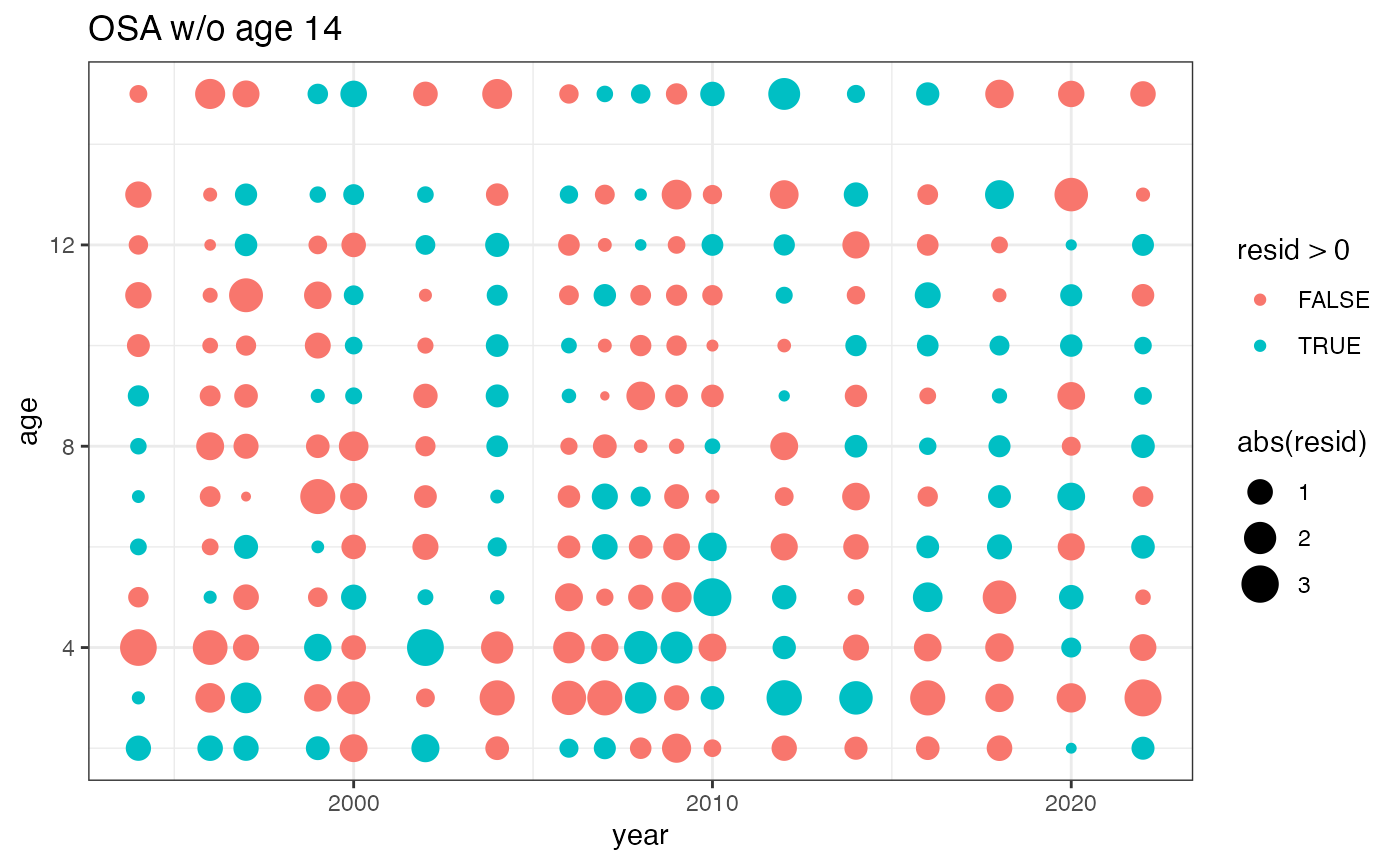 OSA w/o age 14
age
12
8
4
2000
2010
2020
year
resid > 0
FALSE
TRUE
abs(resid)
1
2
3